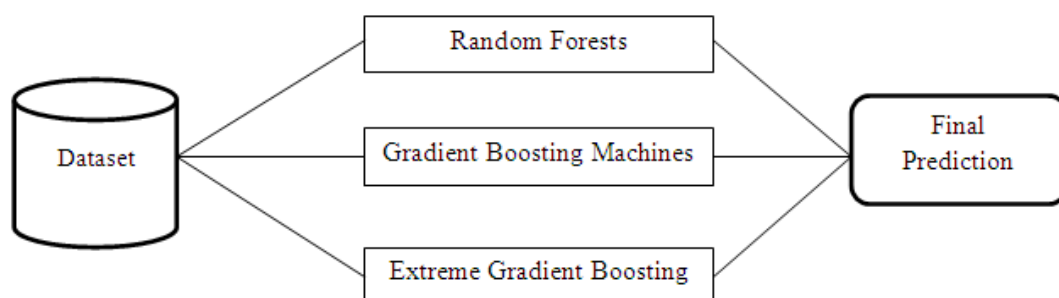 Random Forests
Dataset
Gradient Boosting Machines
Final
Prediction
Extreme Gradient Boosting